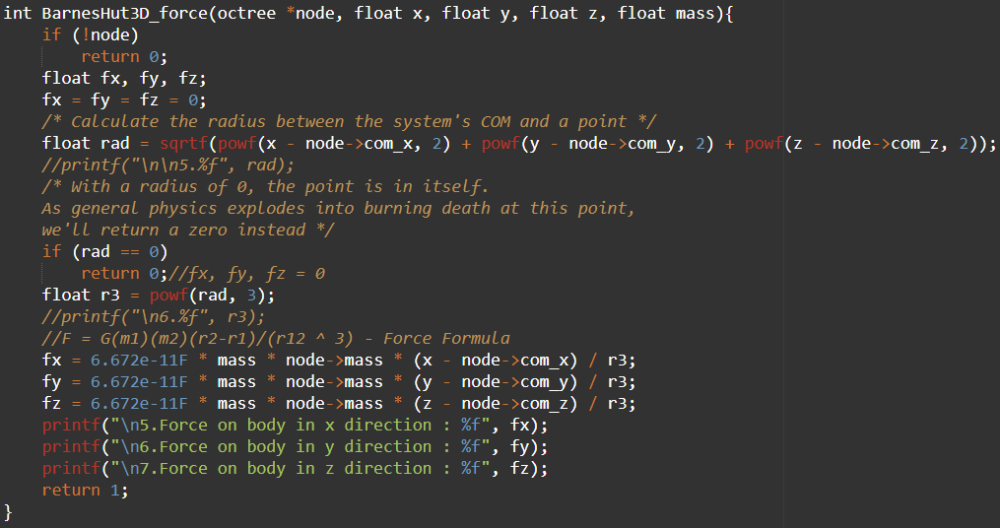 int BarnesHut3D_force(octree *node, float x, float y, float z, float mass){
if (!node)
return 0;
float fx, fy, fz;
fx = fy = fz = 0;
/* Calculate the radius between the system's COM and a point */
float rad = sqrtf(powf(x - node->com_x, 2) + powf(y - node->com_y, 2) + powf(z - node->com_z, 2));
//printf("\n\n5.%f", rad);
/* With a radius of 0, the point is in itself.
As general physics explodes into burning death at this point,
we'll return a zero instead */
if (rad == 0)
return 0;//fx, fy, fz = 0
float r3 = powf(rad, 3);
//printf("\n6.%f", r3);
//F = G(m1)(m2)(r2-r1)/(r12 ^ 3) - Force Formula
fx = 6.672e-11F * mass * node->mass * (x - node->com_x) / r3;
fy = 6.672e-11F * mass * node->mass * (y - node->com_y) / r3;
fz = 6.672e-11F * mass * node->mass * (z - node->com_z) / r3;
printf("\n5.Force on body in x direction : %f", fx);
printf("\n6.Force on body in y direction : %f", fy);
printf("\n7.Force on body in z direction : %f", fz);
return 1;
}